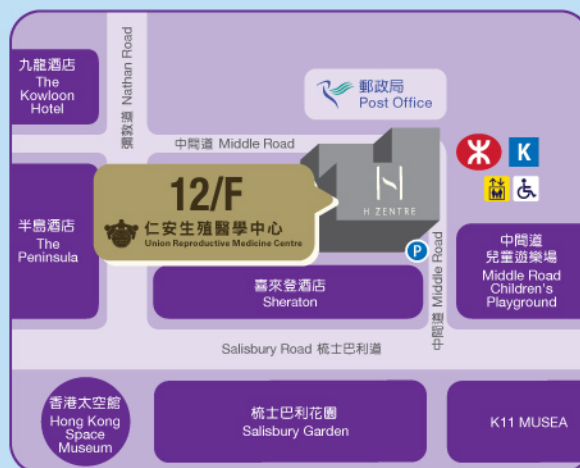 九龍酒店
The
Kowloon
Hotel
彌敦道 Nathan Road
郵政局
Post Office
中間道 Middle Road
12/F
仁安生殖醫學中心
Union Reproductive Medicine Centre
H ZENTRE
K
P
半島酒店
The
Peninsula
中間道
兒童遊樂場
Middle Road
Children's
Playground
喜來登酒店
Sheraton
中間道 Middle Road
Salisbury Road 梳士巴利道
香港太空館
Hong Kong
Space
Museum
梳士巴利花園
Salisbury Garden
K11 MUSEA